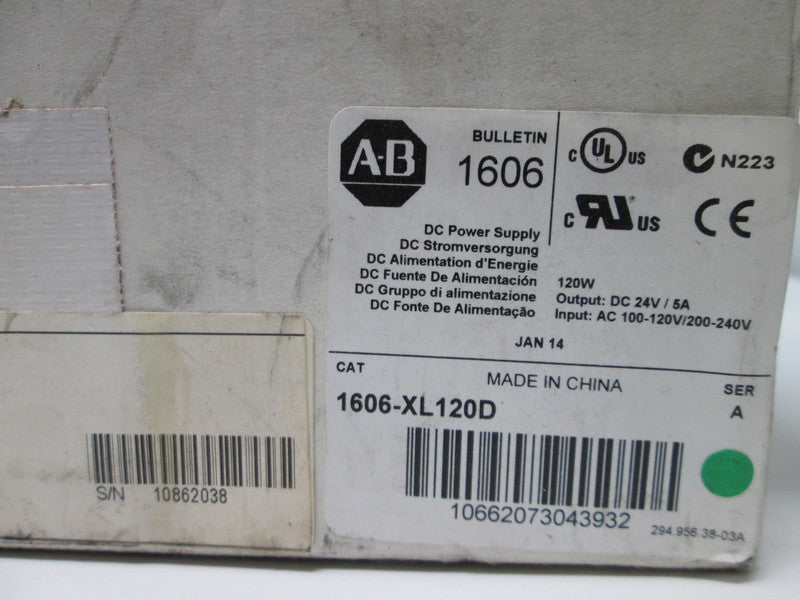 A-B
BULLETIN
1606
C UL US
N223
C RU ® US
CE
DC Power Supply
DC Stromversorgung
DC Alimentation d'Energie
DC Fuente De Alimentación
DC Gruppo di alimentazione
DC Fonte De Alimentação
120W
Output: DC 24V / 5A
Input: AC 100-120V/200-240V
JAN 14
CAT
MADE IN CHINA
SER
1606-XL120D
A
10662073043932
294.956.38-03A
S/N 10862038